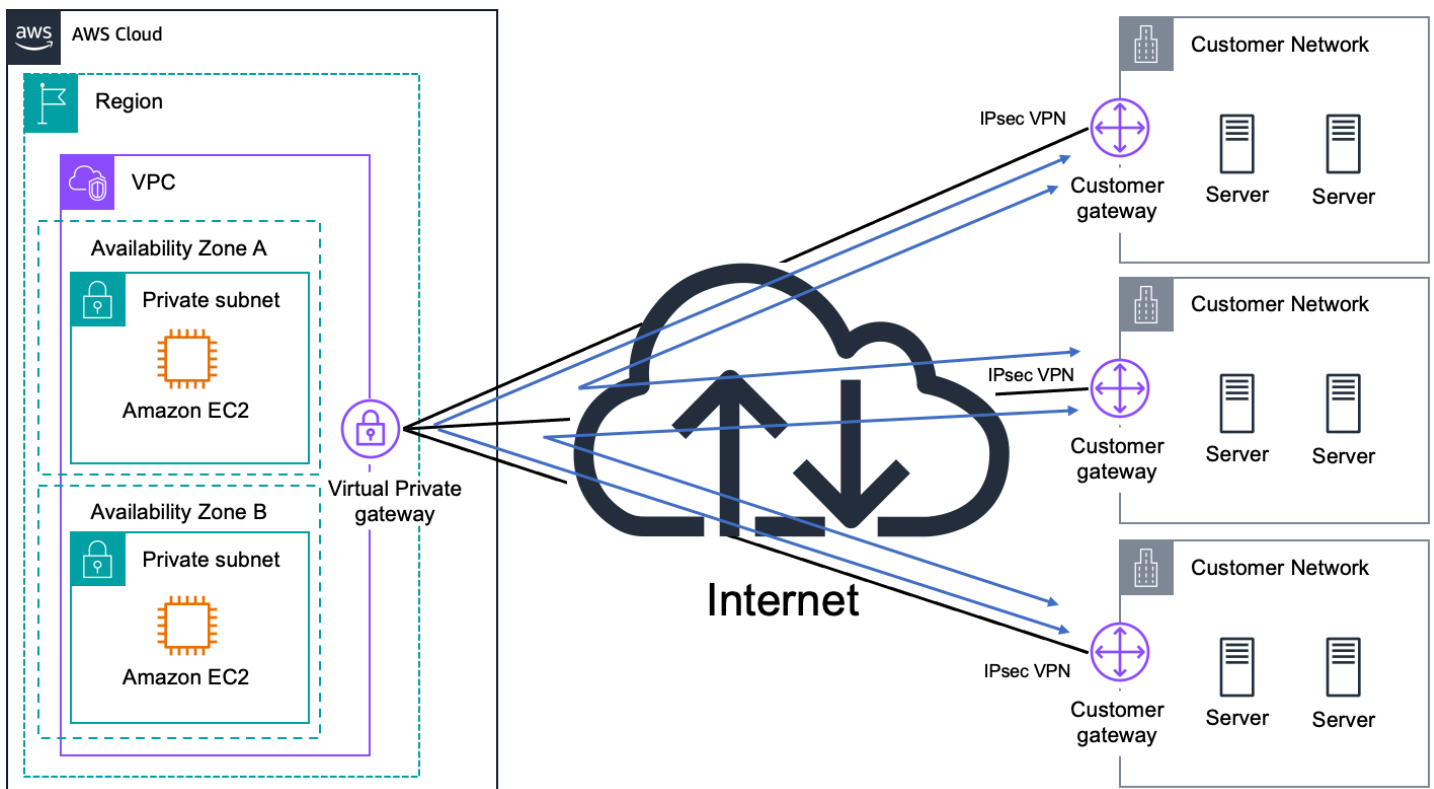 aws
AWS Cloud
Region
VPC
Availability Zone A
Private subnet
Amazon EC2
Virtual Private
gateway
Availability Zone B
Private subnet
Amazon EC2
Internet
IPsec VPN
Customer
gateway
Customer Network
Server
Server
IPsec VPN
Customer
gateway
Customer Network
Server
Server
IPsec VPN
Customer
gateway
Customer Network
Server
Server